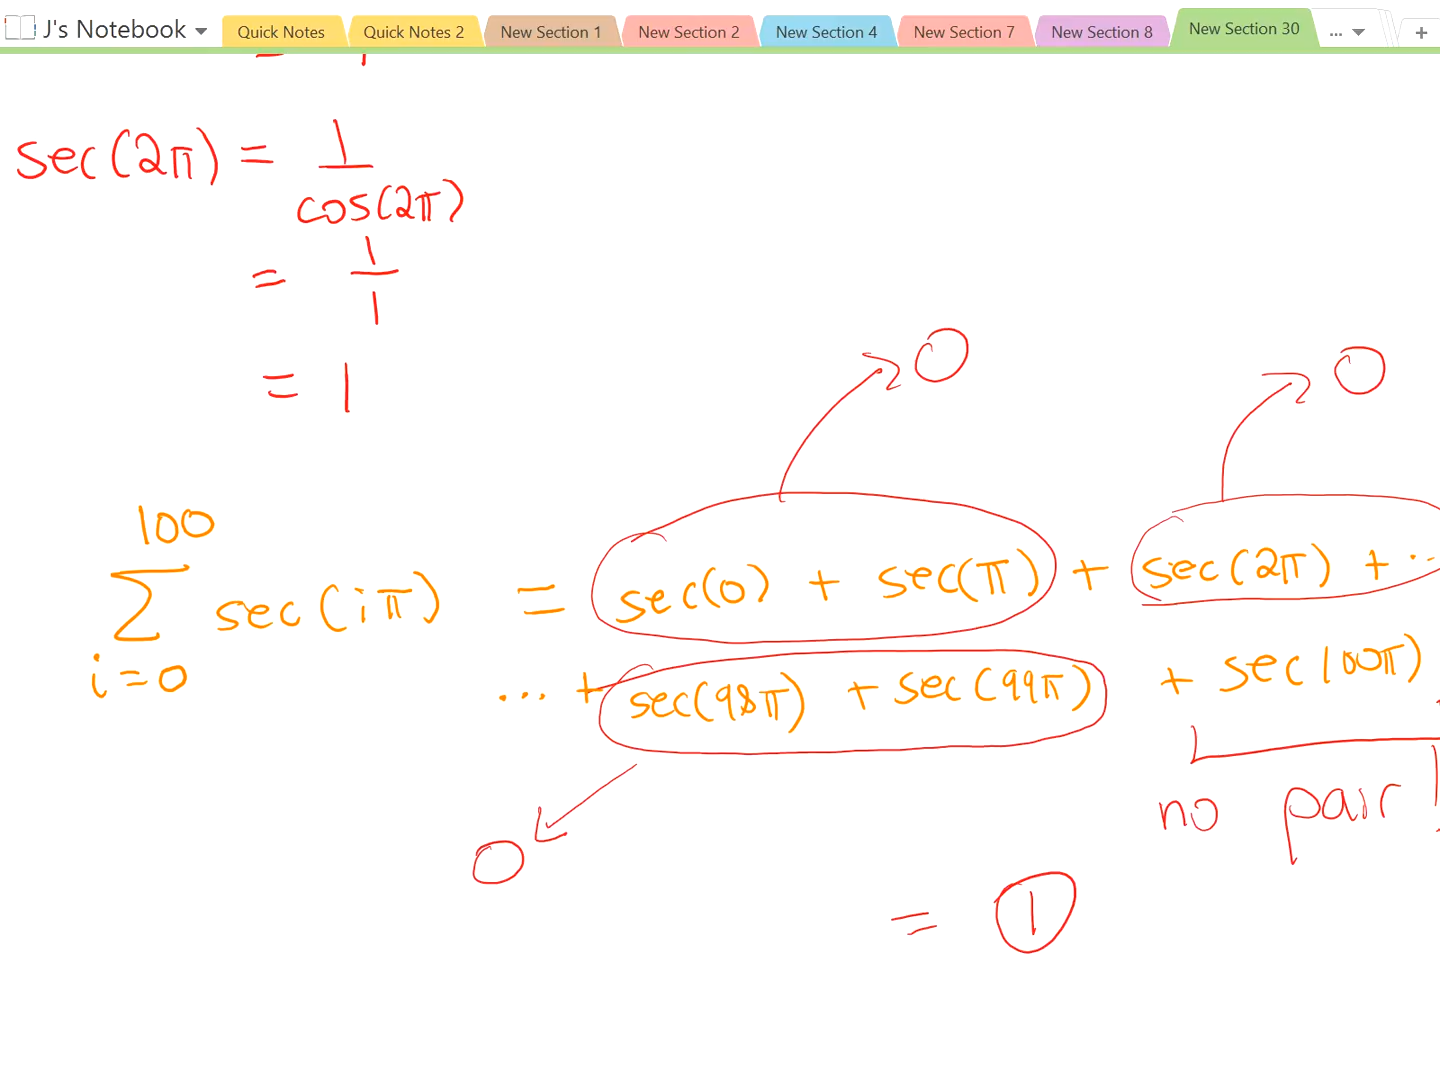 J's Notebook Quick Notes Quick Notes 2 New Section 1 New Section 2 New Section 4 New Section 7 New Section 8 New Section 30 ... +
sec(2π) = 1
cos(2π)
= 1
1
= 1
0 0
100
∑ sec(iπ) = sec(0) + sec(π) + sec(2π) + ..
i=0
... + sec(98π) + sec(99π) + sec(100π)
no pair!
0
= 1